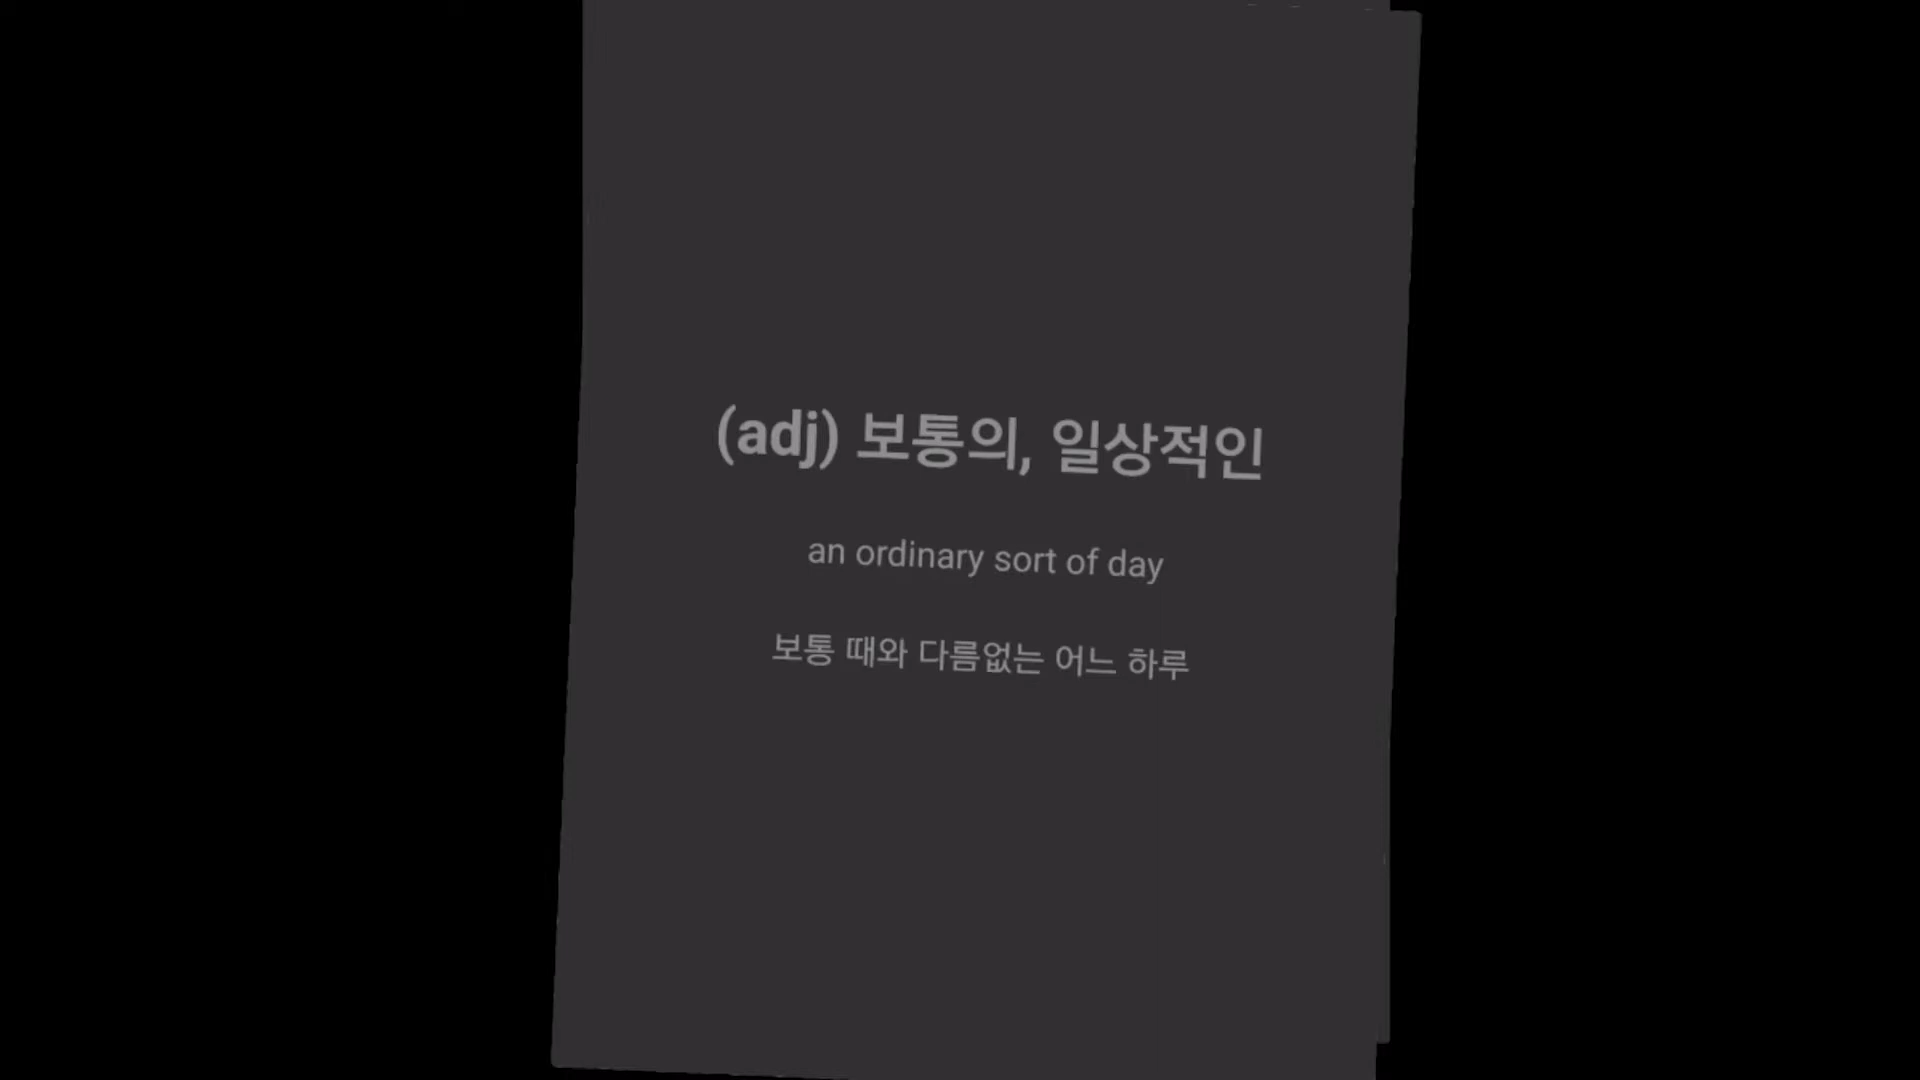 (adj) 보통의, 일상적인
an ordinary sort of day
보통 때와 다름없는 어느 하루